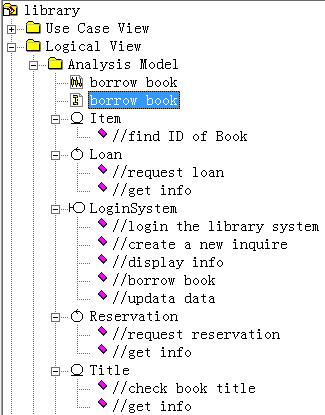 library
Use Case View
Logical View
Analysis Model
borrow book
borrow book
Item
//find ID of Book
Loan
//request loan
//get info
LoginSystem
//login the library system
//create a new inquire
//display info
//borrow book
//updata data
Reservation
//request reservation
//get info
Title
//check book title
//get info